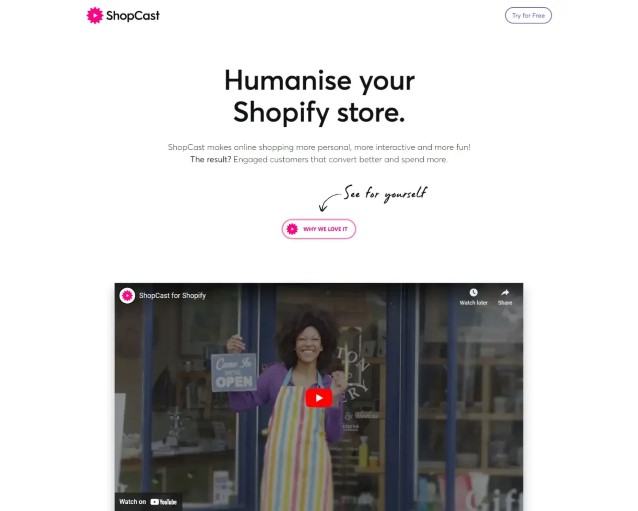 ShopCast
Try for Free
Humanise your
Shopify store.
ShopCast makes online shopping more personal, more interactive and more fun!
The result? Engaged customers that convert better and spend more.
See for yourself
WHY WE LOVE IT
ShopCast for Shopify
Watch later
Share
Come In
WE'RE
OPEN
TON
Watch on YouTube